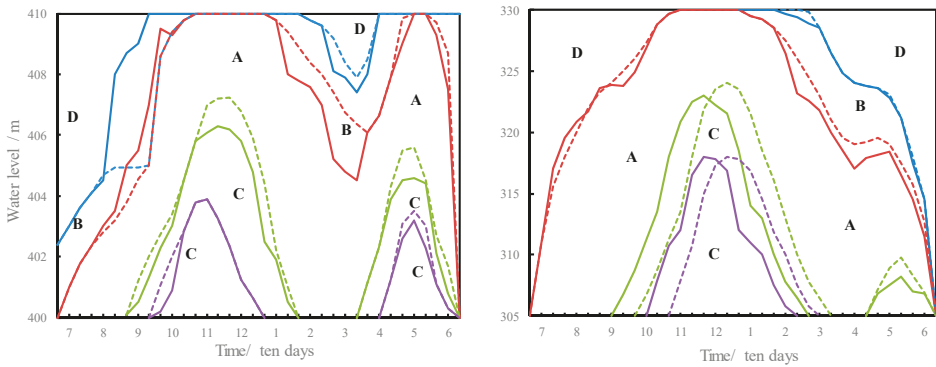 410
408
406
404
402
400
Water level / m
D
B
A
C
C
B
D
A
C
C
7 8 9 10 11 12 1 2 3 4 5 6
Time/ ten days
330
325
320
315
310
305
D
A
C
C
D
B
A
7 8 9 10 11 12 1 2 3 4 5 6
Time/ ten days